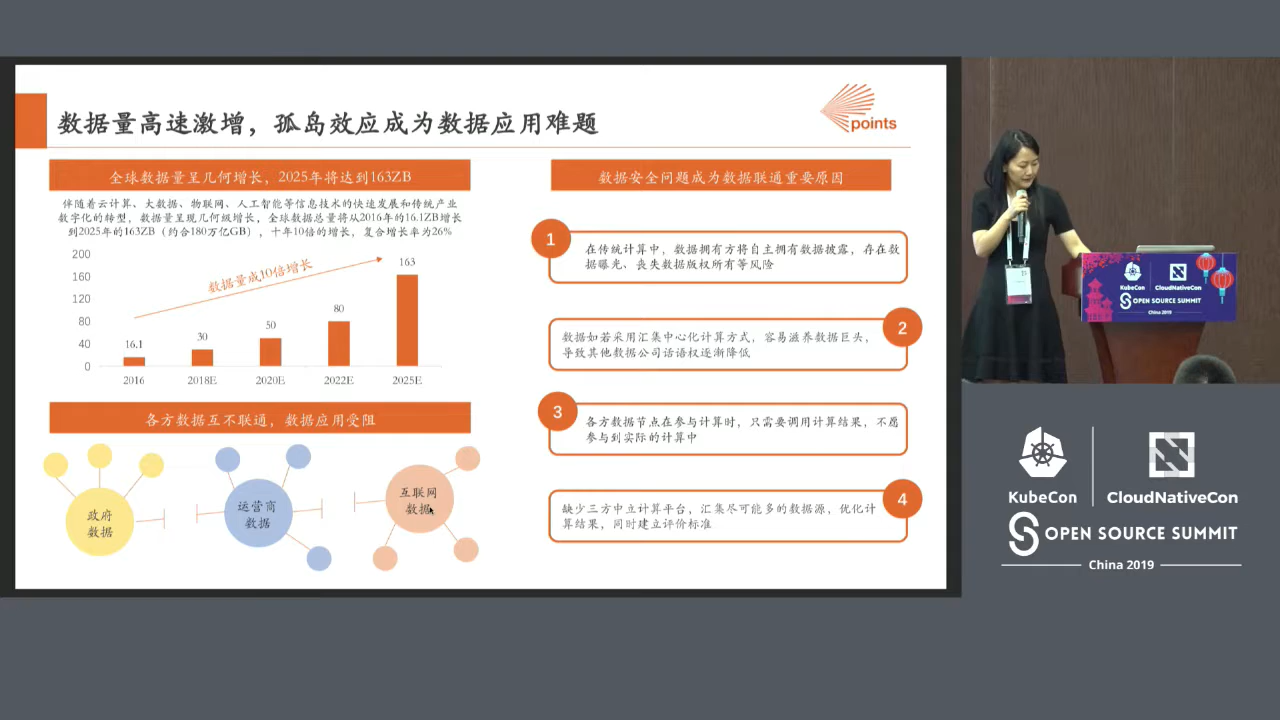 数据量高速激增，孤岛效应成为数据应用难题
points
全球数据量呈几何增长，2025年将达到163ZB
伴随着云计算、大数据、物联网、人工智能等信息技术的快速发展和传统产业
数字化的转型，数据量呈现几何级增长，全球数据总量将从2016年的16.1ZB增长
到2025年的163ZB（约合180万亿GB），十年10倍的增长，复合增长率为26%
数据量成10倍增长
200
160
120
80
40
0
16.1
30
50
80
163
2016
2018E
2020E
2022E
2025E
各方数据互不联通，数据应用受阻
政府
数据
运营商
数据
互联网
数据
数据安全问题成为数据联通重要原因
1
在传统计算中，数据拥有方将自主拥有数据披露，存在数
据曝光、丧失数据版权所有等风险
2
数据如若采用汇集中心化计算方式，容易滋养数据巨头，
导致其他数据公司话语权逐渐降低
3
各方数据节点在参与计算时，只需要调用计算结果，不愿
参与到实际的计算中
4
缺少三方中立计算平台，汇集尽可能多的数据源，优化计
算结果，同时建立评价标准
KubeCon
CloudNativeCon
OPEN SOURCE SUMMIT
China 2019
KubeCon
CloudNativeCon
OPEN SOURCE SUMMIT
China 2019